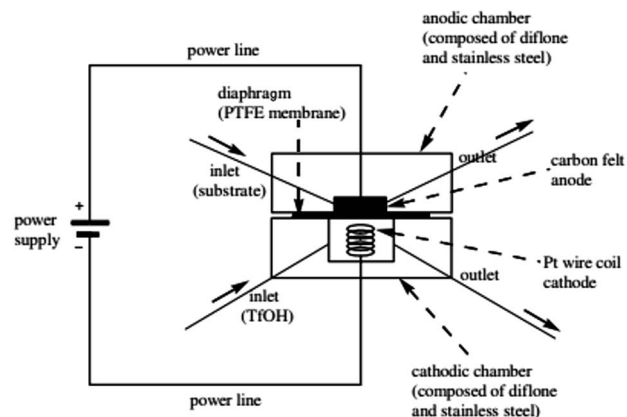 anodic chamber
(composed of diflone
and stainless steel)
power line
diaphragm
(PTFE membrane)
inlet
(substrate)
outlet
carbon felt
anode
+
power
supply
−
Pt wire coil
cathode
outlet
inlet
(TfOH)
cathodic chamber
(composed of diflone
and stainless steel)
power line